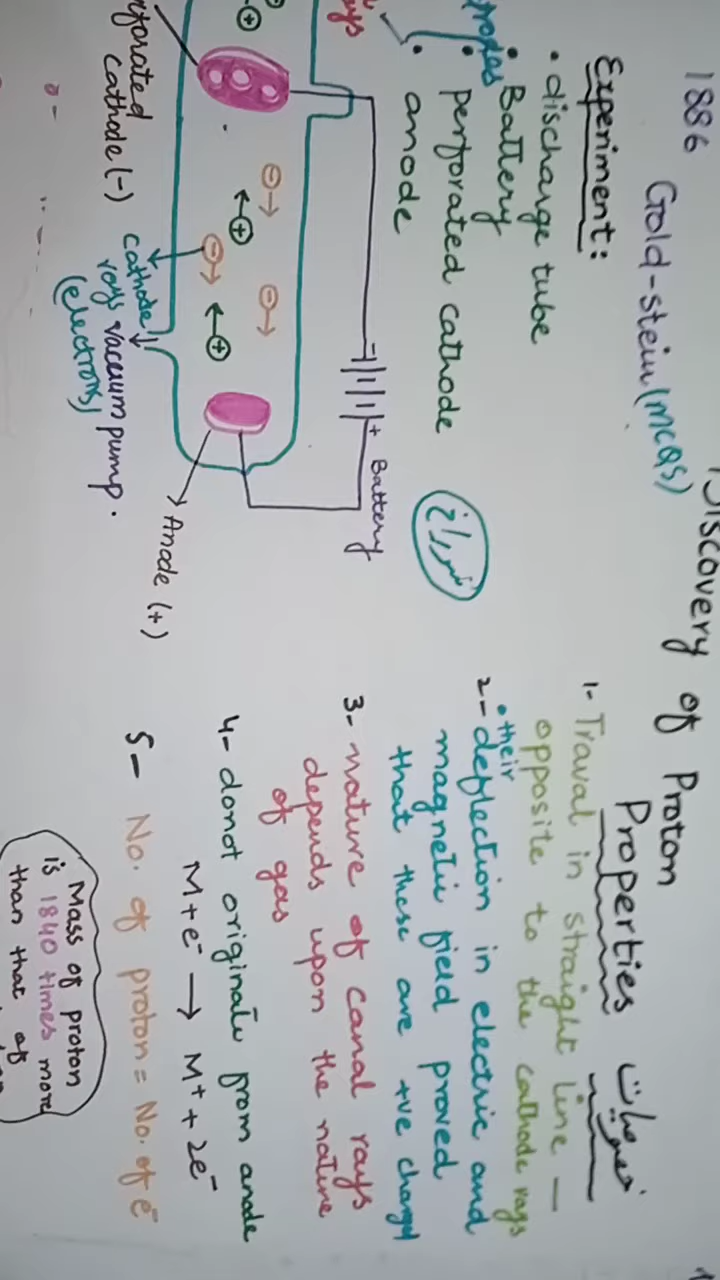 Discovery of Proton
1886 Gold-stein (MCQS)
Experiment:
• discharge tube
• Battery
• perforated cathode
• anode
Battery
- +
Anode (+)
cathode (-)
cathode
rays
(electrons)
vacuum pump.
Properties خصوصیات
1- Traval in straight line —
opposite to the cathode rays
2- • their deflection in electric and
magnetic field proved
that these are +ve charged
3- nature of canal rays
depends upon the nature
of gas
4- donot originate from anode
M + e⁻ → M⁺ + 2e⁻
5- No. of proton = No. of e⁻
Mass of proton
is 1840 times more
than that of